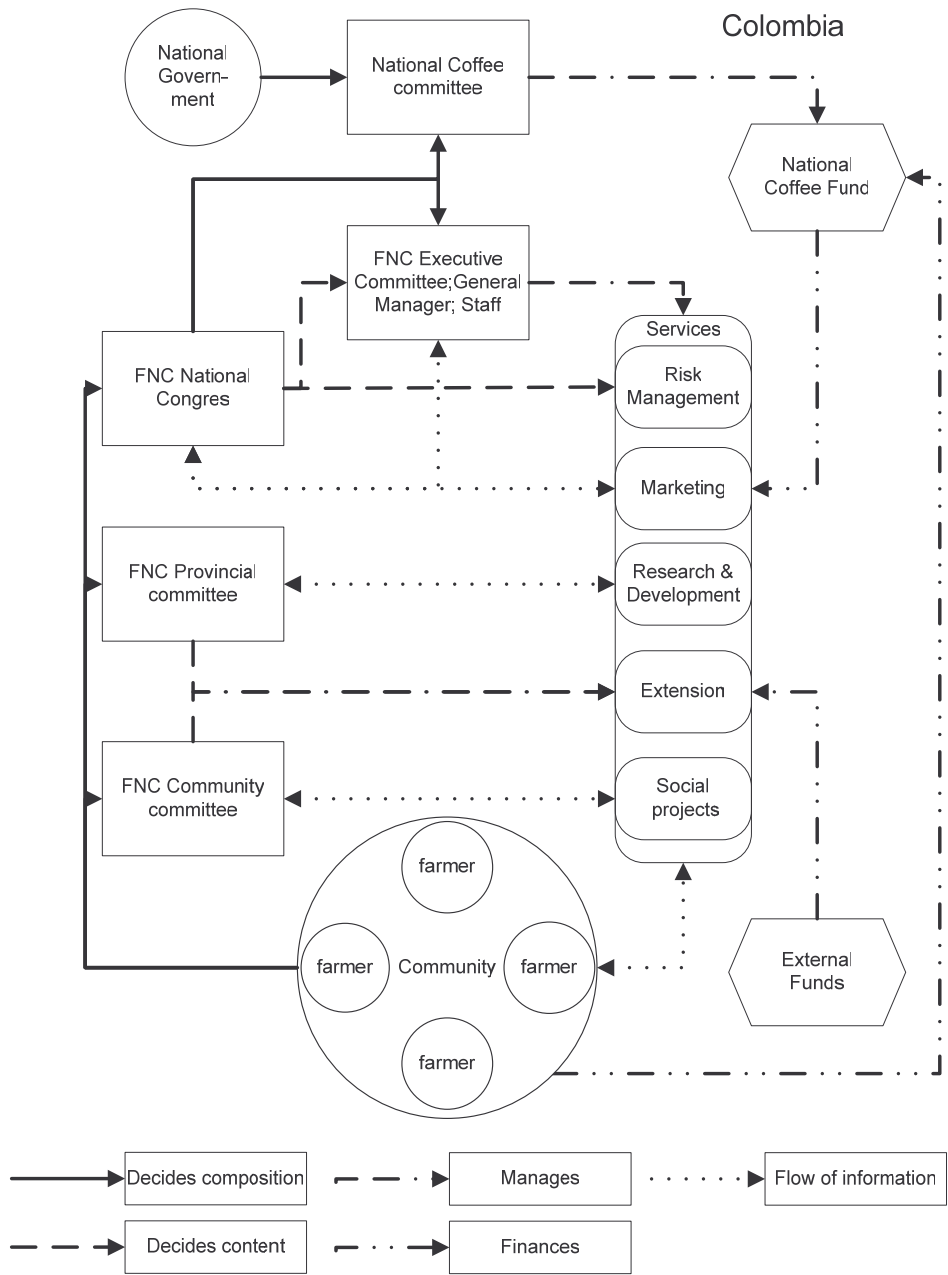 Colombia
National
Govern-
ment
National Coffee
committee
National
Coffee Fund
FNC Executive
Committee;General
Manager; Staff
Services
FNC National
Congres
Risk
Management
Marketing
FNC Provincial
committee
Research &
Development
Extension
FNC Community
committee
Social
projects
farmer
farmer
Community
farmer
farmer
External
Funds
Decides composition
Manages
Flow of information
Decides content
Finances